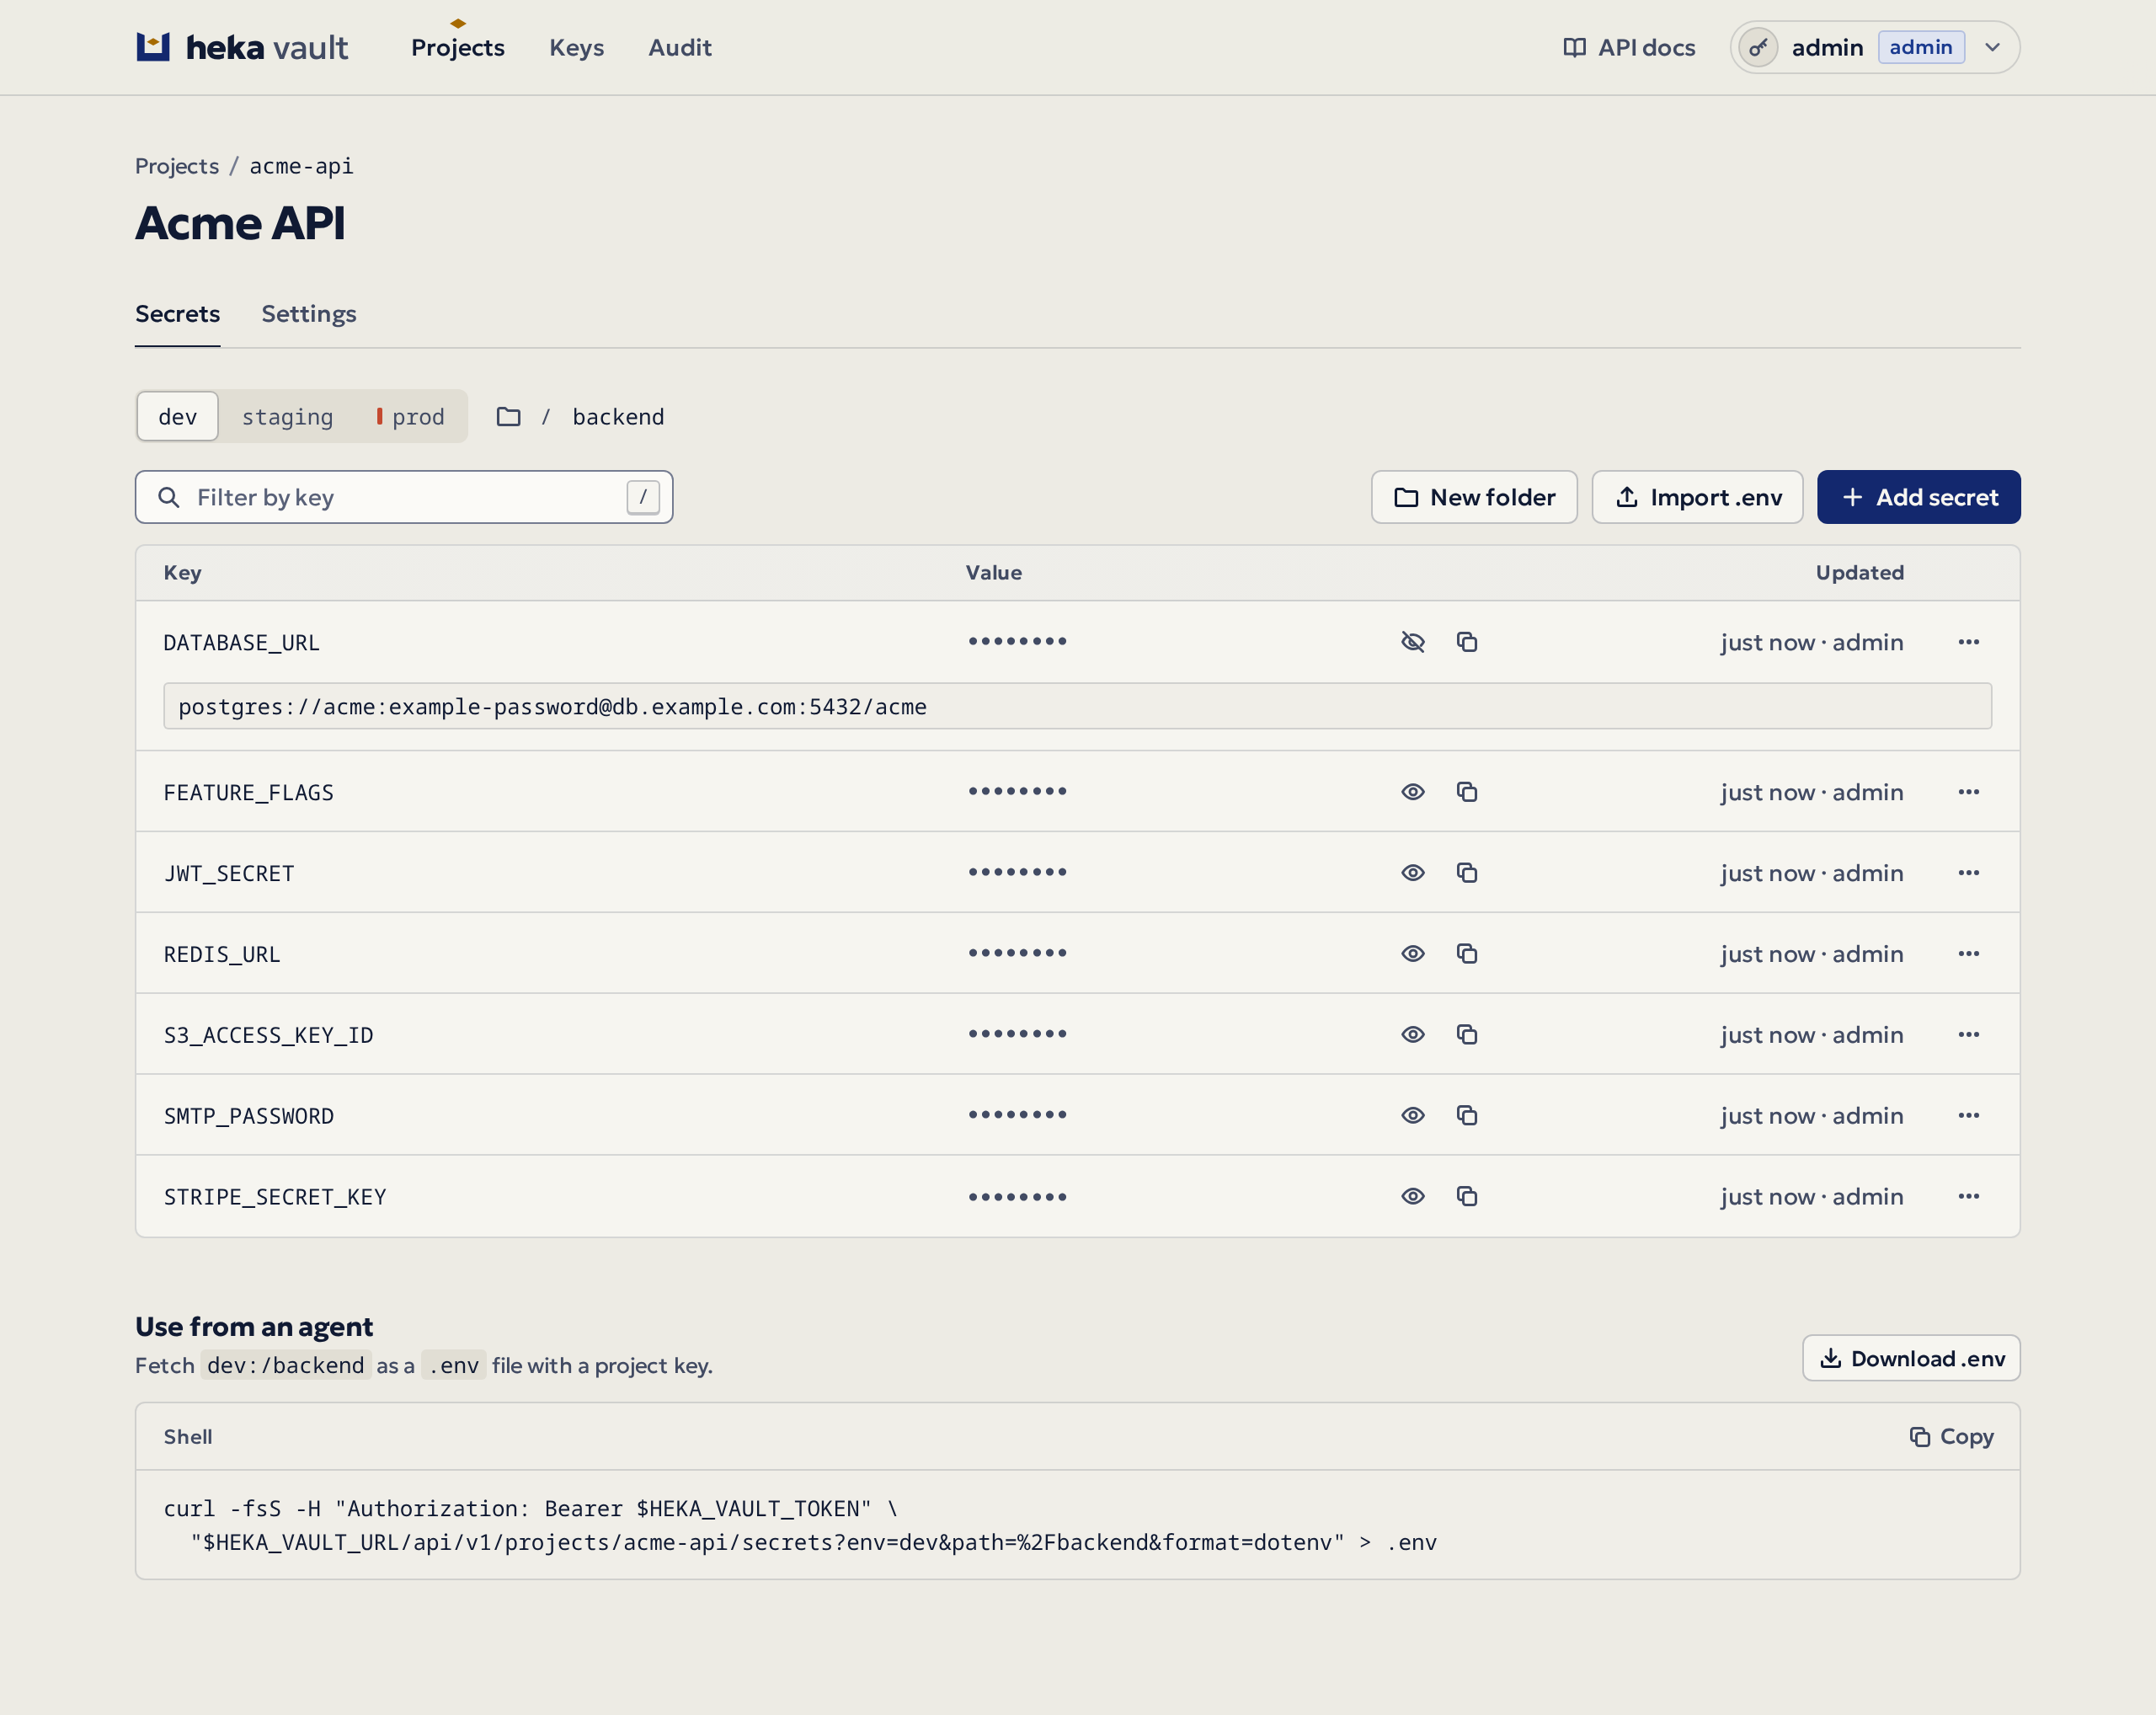 heka vault Projects Keys Audit API docs admin admin
Projects / acme-api
Acme API
Secrets Settings
dev staging prod / backend
Filter by key / New folder Import .env + Add secret
Key Value Updated
DATABASE_URL •••••••• just now · admin •••
postgres://acme:example-password@db.example.com:5432/acme
FEATURE_FLAGS •••••••• just now · admin •••
JWT_SECRET •••••••• just now · admin •••
REDIS_URL •••••••• just now · admin •••
S3_ACCESS_KEY_ID •••••••• just now · admin •••
SMTP_PASSWORD •••••••• just now · admin •••
STRIPE_SECRET_KEY •••••••• just now · admin •••
Use from an agent
Fetch dev:/backend as a .env file with a project key. Download .env
Shell Copy
curl -fsS -H "Authorization: Bearer $HEKA_VAULT_TOKEN" \
"$HEKA_VAULT_URL/api/v1/projects/acme-api/secrets?env=dev&path=%2Fbackend&format=dotenv" > .env